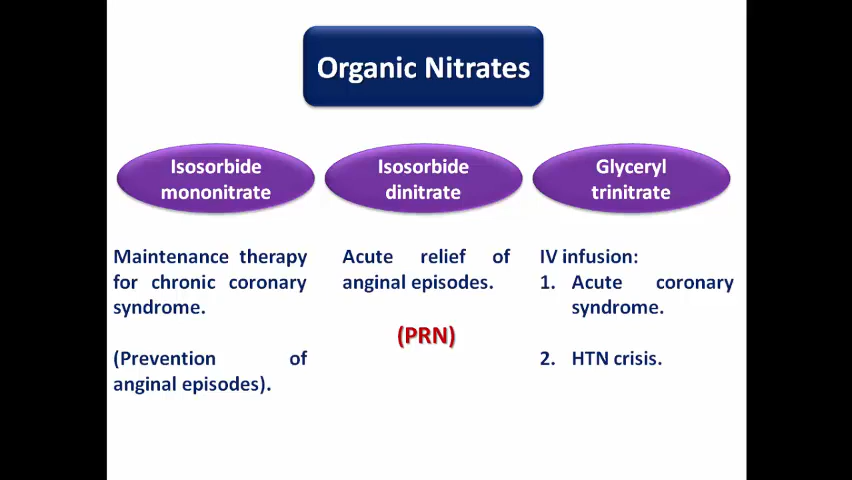 Organic Nitrates
Isosorbide
mononitrate
Isosorbide
dinitrate
Glyceryl
trinitrate
Maintenance therapy
for chronic coronary
syndrome.
(Prevention of
anginal episodes).
Acute relief of
anginal episodes.
(PRN)
IV infusion:
1. Acute coronary
syndrome.
2. HTN crisis.